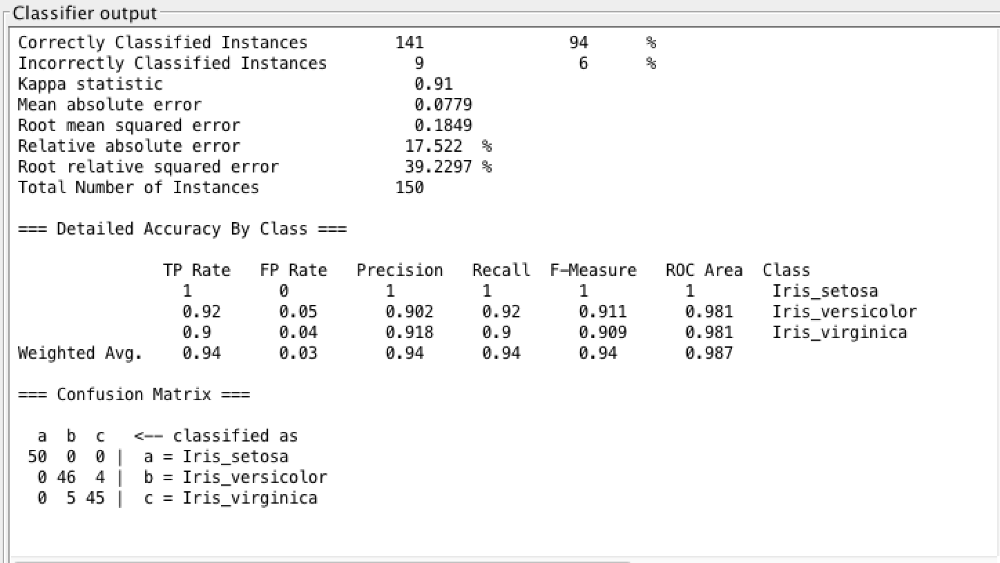 Classifier output
Correctly Classified Instances 141 94 %
Incorrectly Classified Instances 9 6 %
Kappa statistic 0.91
Mean absolute error 0.0779
Root mean squared error 0.1849
Relative absolute error 17.522 %
Root relative squared error 39.2297 %
Total Number of Instances 150
=== Detailed Accuracy By Class ===
TP Rate FP Rate Precision Recall F-Measure ROC Area Class
1 0 1 1 1 1 Iris_setosa
0.92 0.05 0.902 0.92 0.911 0.981 Iris_versicolor
0.9 0.04 0.918 0.9 0.909 0.981 Iris_virginica
Weighted Avg. 0.94 0.03 0.94 0.94 0.94 0.987
=== Confusion Matrix ===
a b c <-- classified as
50 0 0 | a = Iris_setosa
0 46 4 | b = Iris_versicolor
0 5 45 | c = Iris_virginica